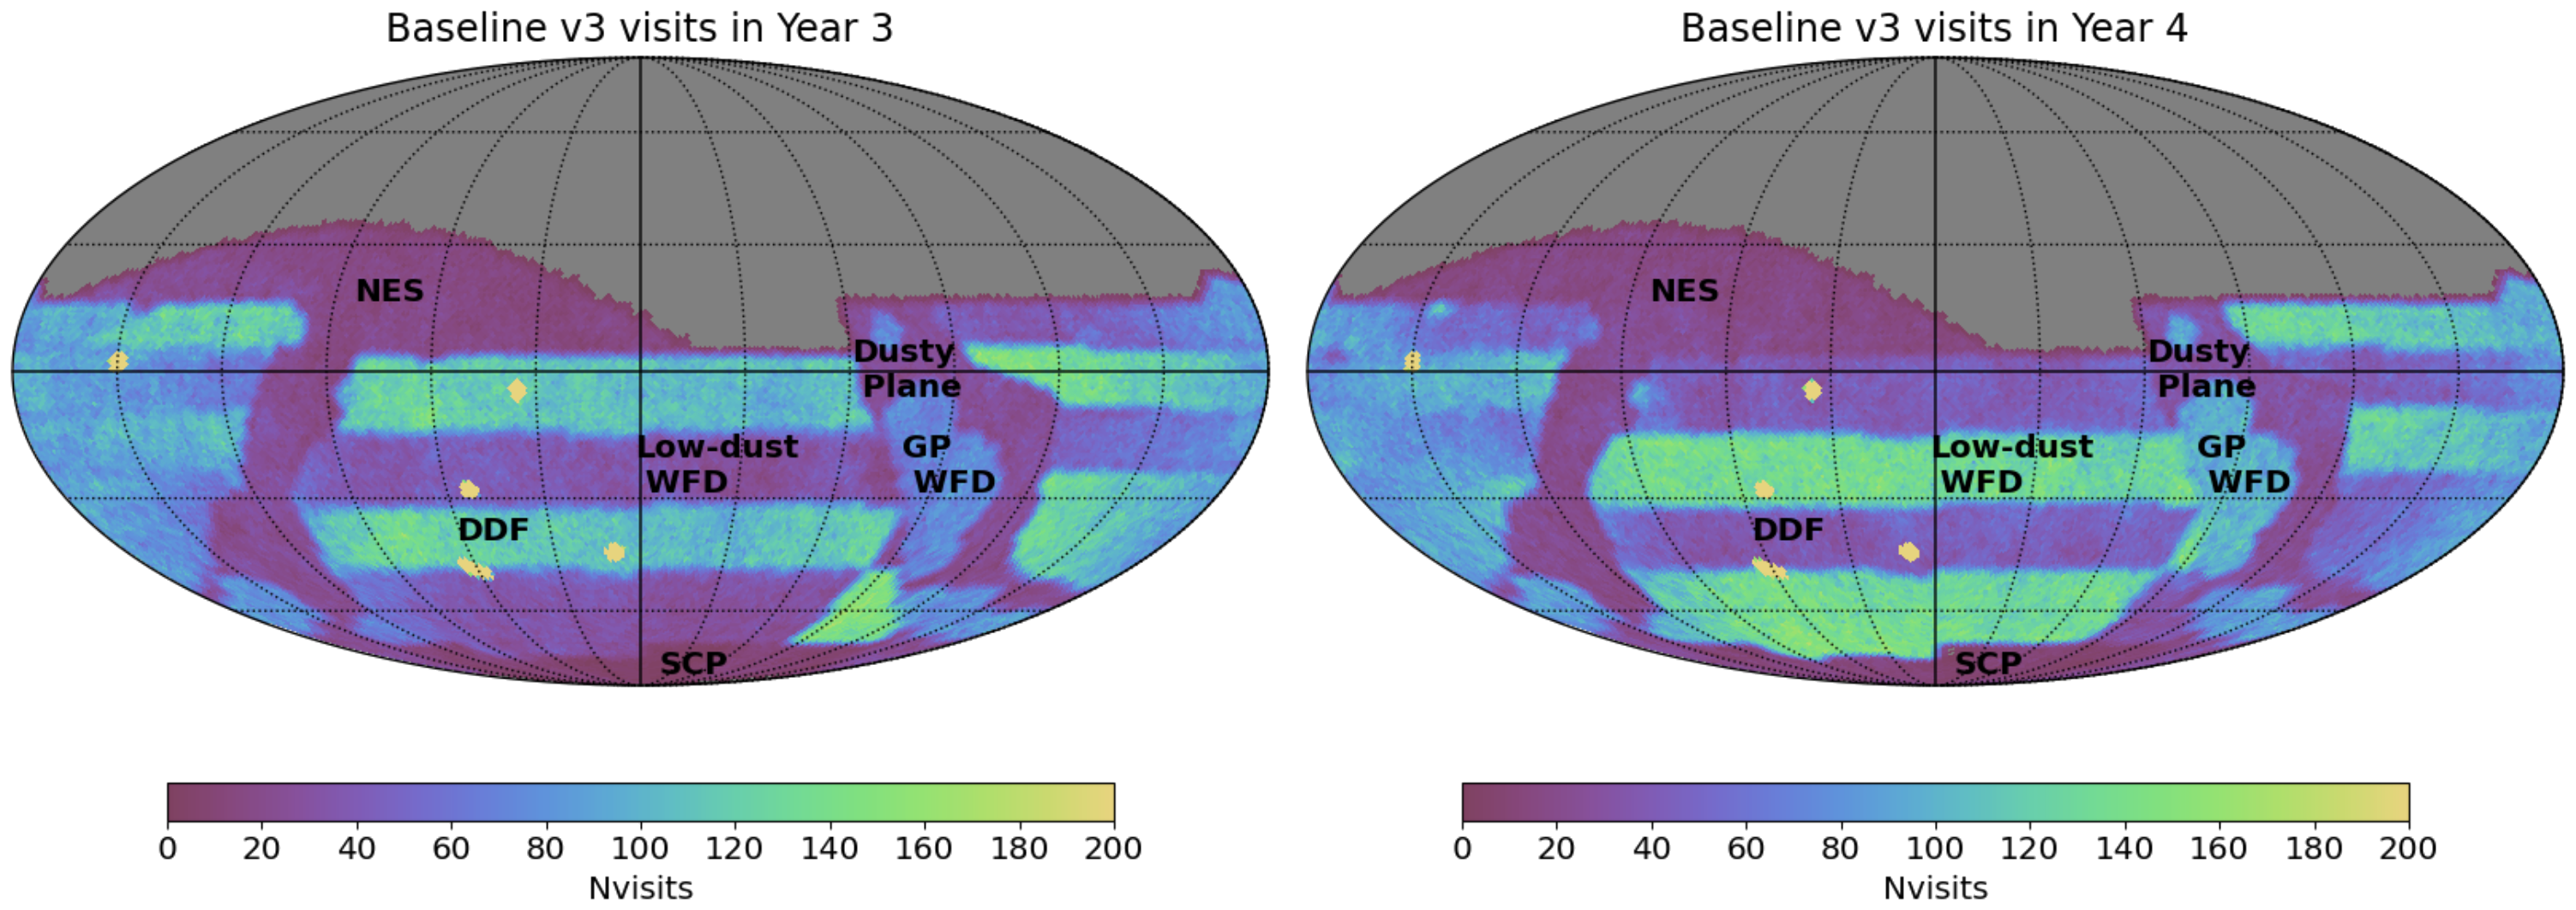 Baseline v3 visits in Year 3
NES
Dusty
Plane
Low-dust
WFD
GP
WFD
DDF
SCP
0 20 40 60 80 100 120 140 160 180 200
Nvisits
Baseline v3 visits in Year 4
NES
Dusty
Plane
Low-dust
WFD
GP
WFD
DDF
SCP
0 20 40 60 80 100 120 140 160 180 200
Nvisits